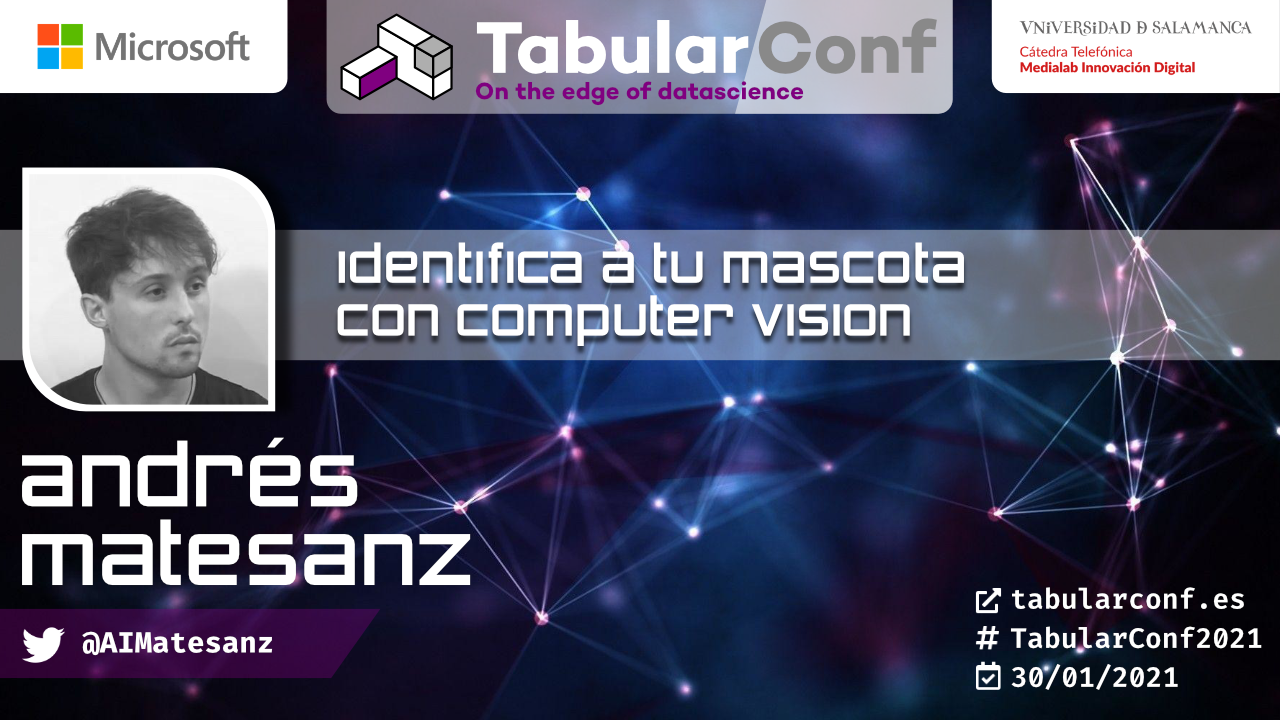 Microsoft
TabularConf
On the edge of datascience
VNiVERSiDAD Ð SALAMANCA
Cátedra Telefónica
Medialab Innovación Digital
identifica a tu mascota
con computer vision
andrés
matesanz
@AIMatesanz
tabularconf.es
# TabularConf2021
30/01/2021